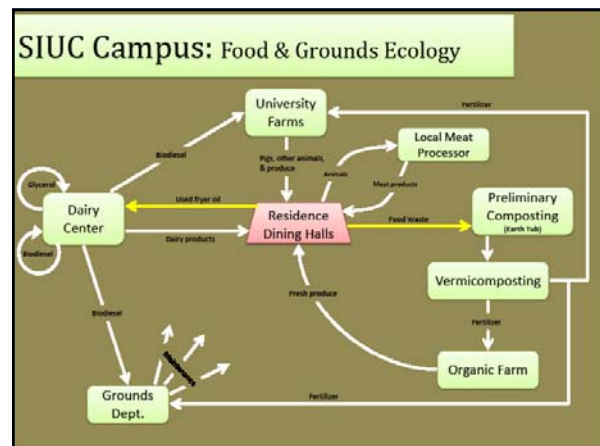 SIUC Campus: Food & Grounds Ecology
University
Farms
Fertilizer
Biodiesel
Pigs, other animals,
& produce
Animals
Local Meat
Processor
Glycerol
Used fryer oil
Meat products
Preliminary
Composting
(Earth Tub)
Dairy
Center
Residence
Dining Halls
Food Waste
Biodiesel
Dairy products
Vermicomposting
Fresh produce
Biodiesel
Fertilizer
Maintenance
Organic Farm
Grounds
Dept.
Fertilizer